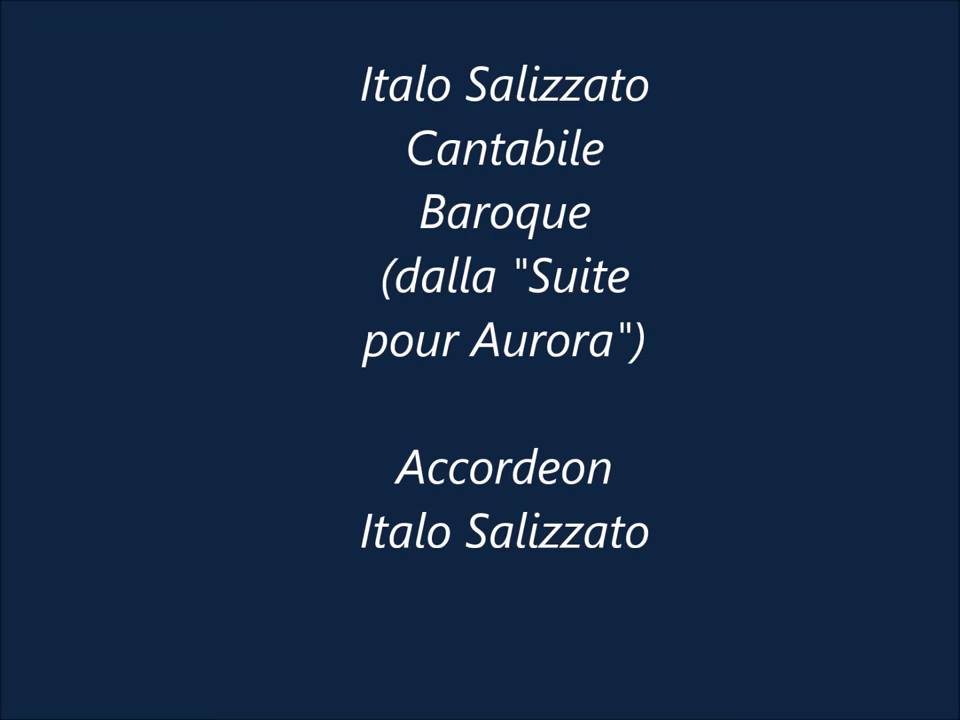 Italo Salizzato
Cantabile
Baroque
(dalla "Suite
pour Aurora")
Accordeon
Italo Salizzato